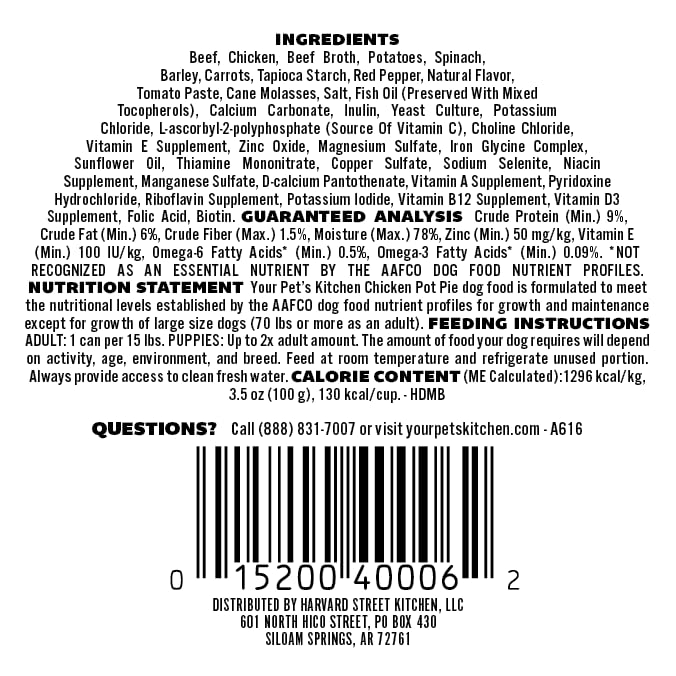 INGREDIENTS
Beef, Chicken, Beef Broth, Potatoes, Spinach,
Barley, Carrots, Tapioca Starch, Red Pepper, Natural Flavor,
Tomato Paste, Cane Molasses, Salt, Fish Oil (Preserved With Mixed
Tocopherols), Calcium Carbonate, Inulin, Yeast Culture, Potassium
Chloride, L-ascorbyl-2-polyphosphate (Source Of Vitamin C), Choline Chloride,
Vitamin E Supplement, Zinc Oxide, Magnesium Sulfate, Iron Glycine Complex,
Sunflower Oil, Thiamine Mononitrate, Copper Sulfate, Sodium Selenite, Niacin
Supplement, Manganese Sulfate, D-calcium Pantothenate, Vitamin A Supplement, Pyridoxine
Hydrochloride, Riboflavin Supplement, Potassium Iodide, Vitamin B12 Supplement, Vitamin D3
Supplement, Folic Acid, Biotin. GUARANTEED ANALYSIS Crude Protein (Min.) 9%,
Crude Fat (Min.) 6%, Crude Fiber (Max.) 1.5%, Moisture (Max.) 78%, Zinc (Min.) 50 mg/kg, Vitamin E
(Min.) 100 IU/kg, Omega-6 Fatty Acids* (Min.) 0.5%, Omega-3 Fatty Acids* (Min.) 0.09%. *NOT
RECOGNIZED AS AN ESSENTIAL NUTRIENT BY THE AAFCO DOG FOOD NUTRIENT PROFILES.
NUTRITION STATEMENT Your Pet's Kitchen Chicken Pot Pie dog food is formulated to meet
the nutritional levels established by the AAFCO dog food nutrient profiles for growth and maintenance
except for growth of large size dogs (70 lbs or more as an adult). FEEDING INSTRUCTIONS
ADULT: 1 can per 15 lbs. PUPPIES: Up to 2x adult amount. The amount of food your dog requires will depend
on activity, age, environment, and breed. Feed at room temperature and refrigerate unused portion.
Always provide access to clean fresh water. CALORIE CONTENT (ME Calculated):1296 kcal/kg,
3.5 oz (100 g), 130 kcal/cup. - HDMB
QUESTIONS? Call (888) 831-7007 or visit yourpetskitchen.com - A616
0 15200 40006 2
DISTRIBUTED BY HARVARD STREET KITCHEN, LLC
601 NORTH HICO STREET, PO BOX 430
SILOAM SPRINGS, AR 72761